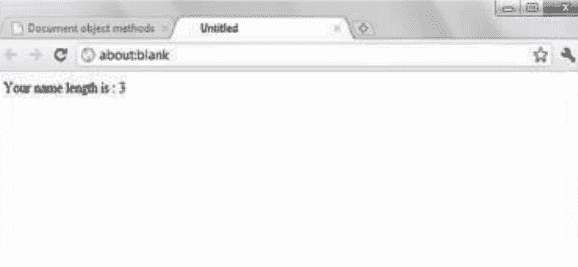 Document object methods
Untitled
about:blank
Your name length is : 3